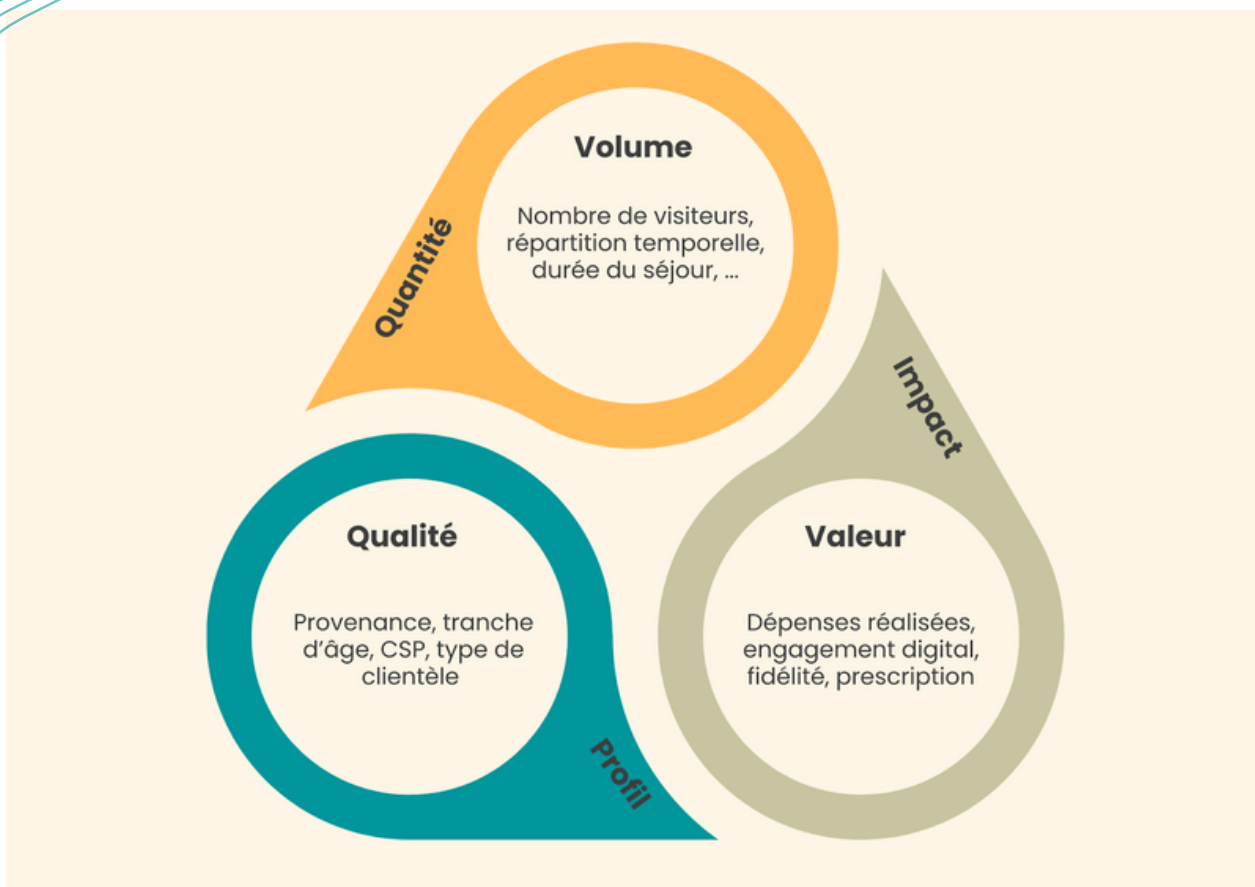 Volume
Nombre de visiteurs,
répartition temporelle,
durée du séjour, ...
Quantité
Impact
Qualité
Provenance, tranche
d'âge, CSP, type de
clientèle
Profil
Valeur
Dépenses réalisées,
engagement digital,
fidélité, prescription